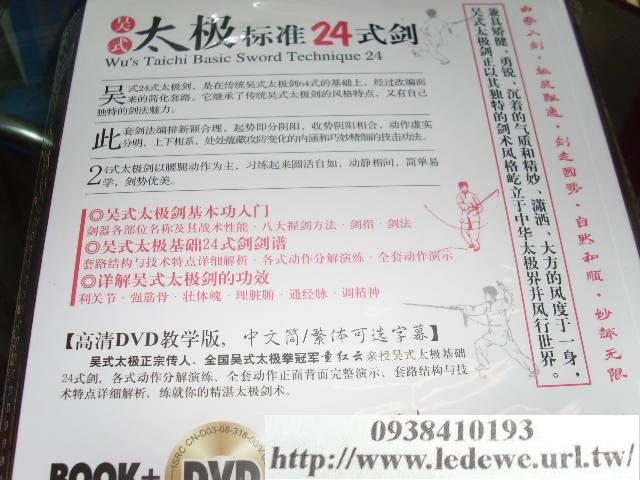 吴式太极标准24式剑
Wu's Taichi Basic Sword Technique 24
吴式24式太极剑，是在传统吴式太极剑64式的基础上，经过改编而
来的简化套路。它继承了传统吴式太极剑的风格特点，又有自己
独特的剑法魅力。
此套剑法编排新颖合理，起势即分阴阳，收势阴阳相合，动作虚实
分明，上下相系，处处蕴藏攻防变化的内涵和巧妙精细的技击功法。
24式太极剑以腰腿动作为主，习练起来圆活自如，动静相间，简单易
学，剑势优美。
◎吴式太极剑基本功入门
剑器各部位名称及其战术性能·八大握剑方法·剑指·剑法
◎吴式太极基础24式剑剑谱
套路结构与技术特点详细解析·各式动作分解演练·全套动作演示
◎详解吴式太极剑的功效
利关节·强筋骨·壮体魄·理脏腑·通经脉·调精神
由拳入剑，
剑走圆势，自然和顺，妙诚无限
兼具矫健、勇锐、沉着的气质和精妙、潇洒、大方的风度于一身，
吴式太极剑正以其独特的剑术风格屹立于中华太极界并风行世界。
【高清DVD教学版，中文简/繁体可选字幕】
吴式太极正宗传人、全国吴式太极拳冠军童红云亲授吴式太极基础
24式剑，各式动作分解演练、全套动作正面背面完整演示、套路结构与技
术特点详细解析，练就你的精湛太极剑术。
BOOK+DVD
ISRC CN-D03-08-318-00/V
0938410193
http://www.ledewe.url.tw/